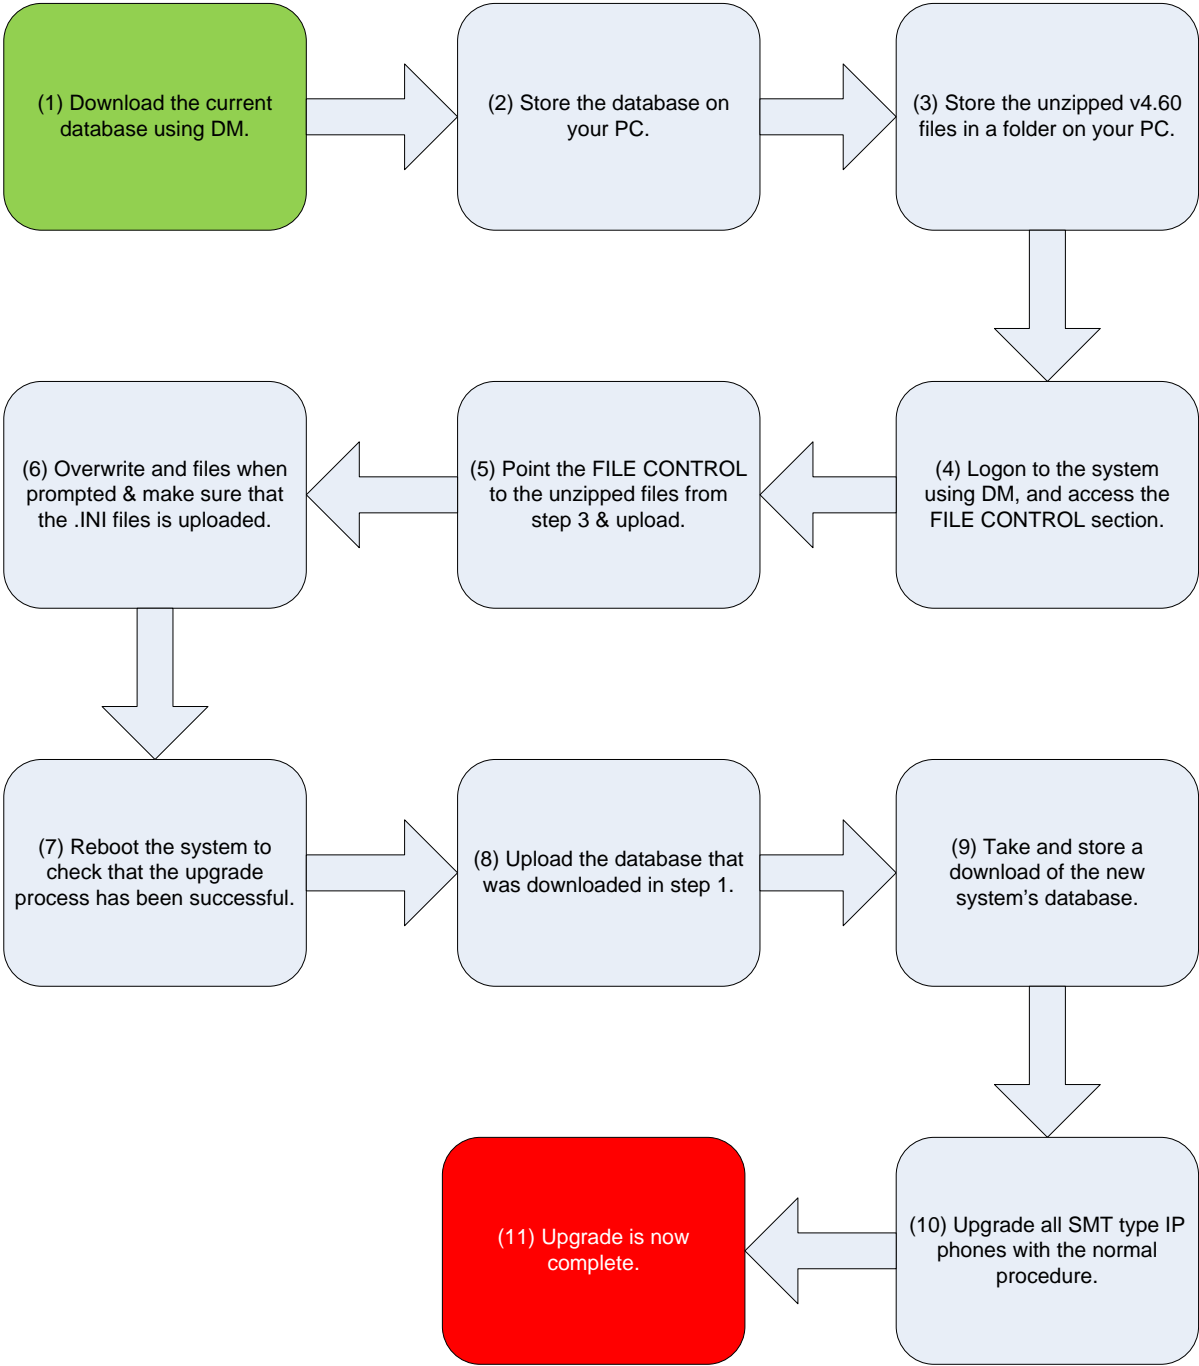 (1) Download the current
database using DM.
(2) Store the database on
your PC.
(3) Store the unzipped v4.60
files in a folder on your PC.
(4) Logon to the system
using DM, and access the
FILE CONTROL section.
(5) Point the FILE CONTROL
to the unzipped files from
step 3 & upload.
(6) Overwrite and files when
prompted & make sure that
the .INI files is uploaded.
(7) Reboot the system to
check that the upgrade
process has been successful.
(8) Upload the database that
was downloaded in step 1.
(9) Take and store a
download of the new
system’s database.
(10) Upgrade all SMT type IP
phones with the normal
procedure.
(11) Upgrade is now
complete.